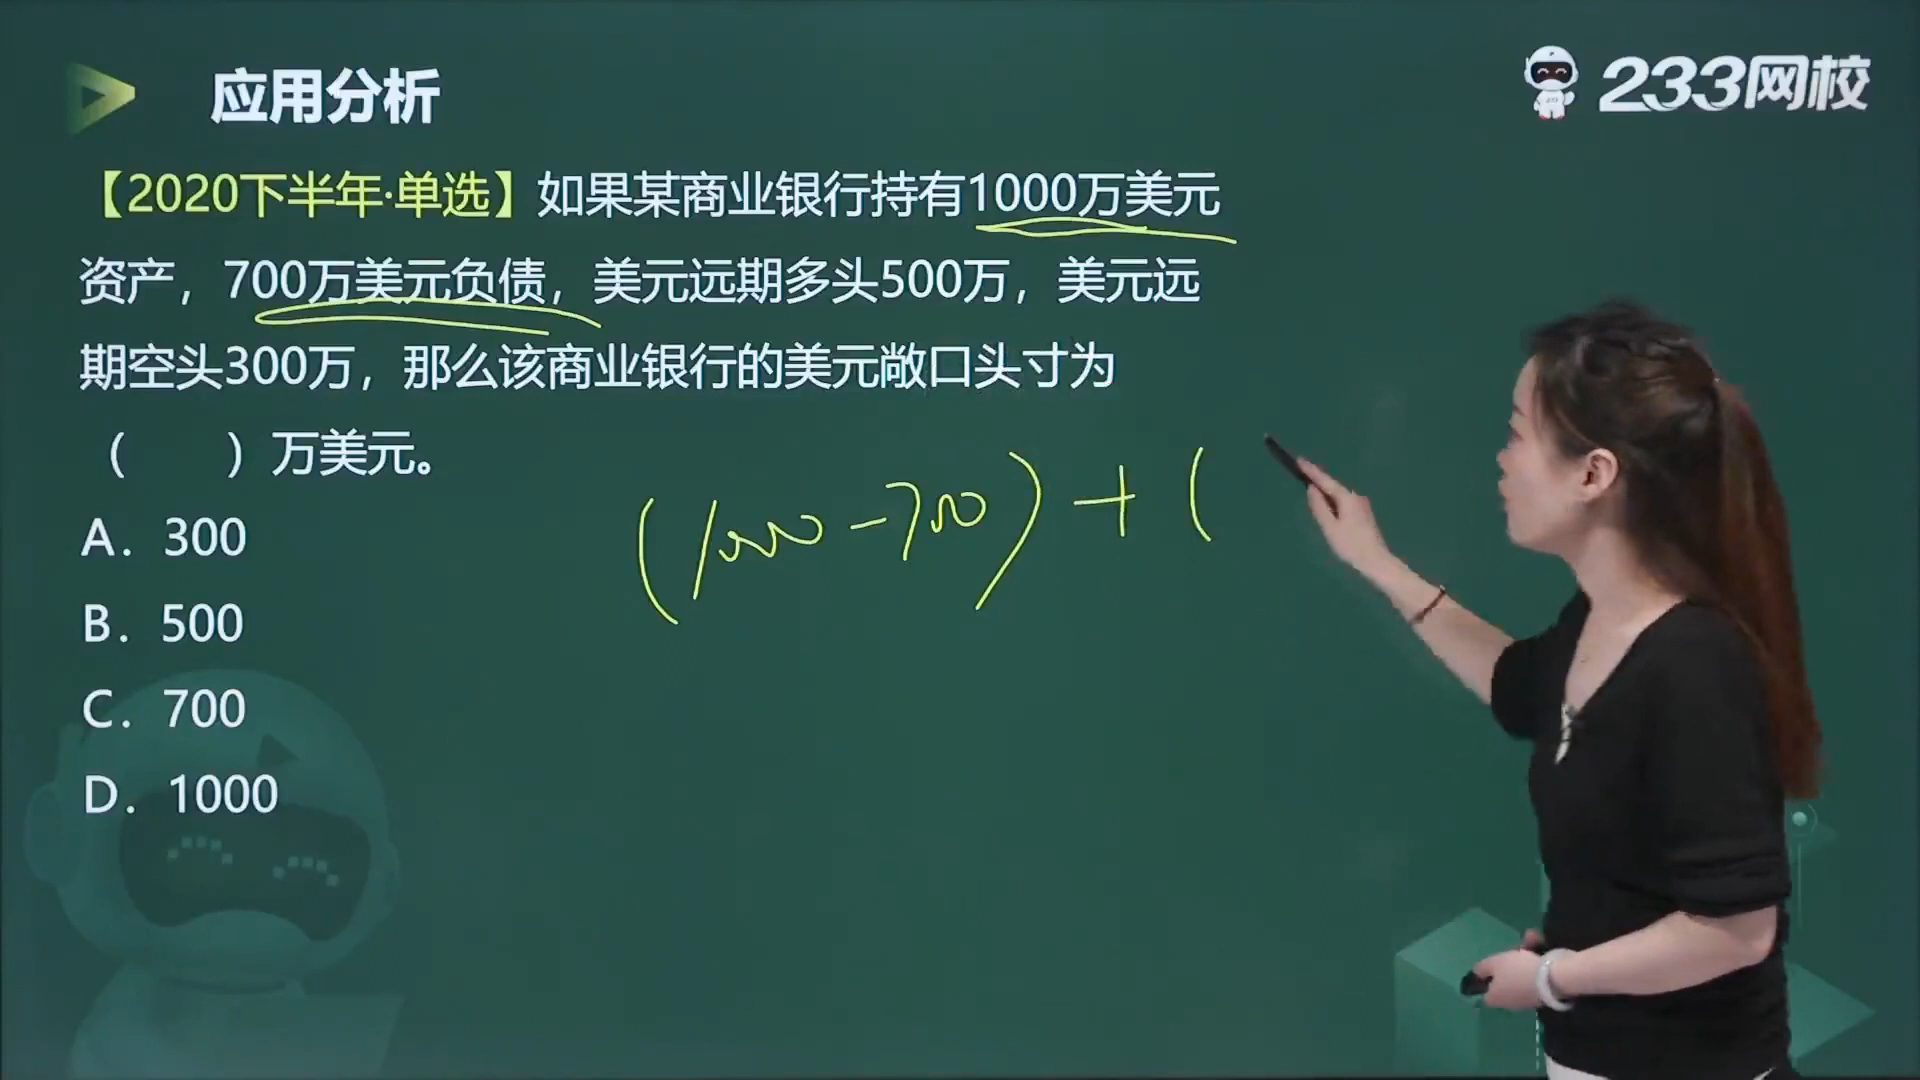 应用分析
233网校
【2020下半年·单选】如果某商业银行持有1000万美元
资产，700万美元负债，美元远期多头500万，美元远
期空头300万，那么该商业银行的美元敞口头寸为
（　　）万美元。
(1000-700)+(
A．300
B．500
C．700
D．1000